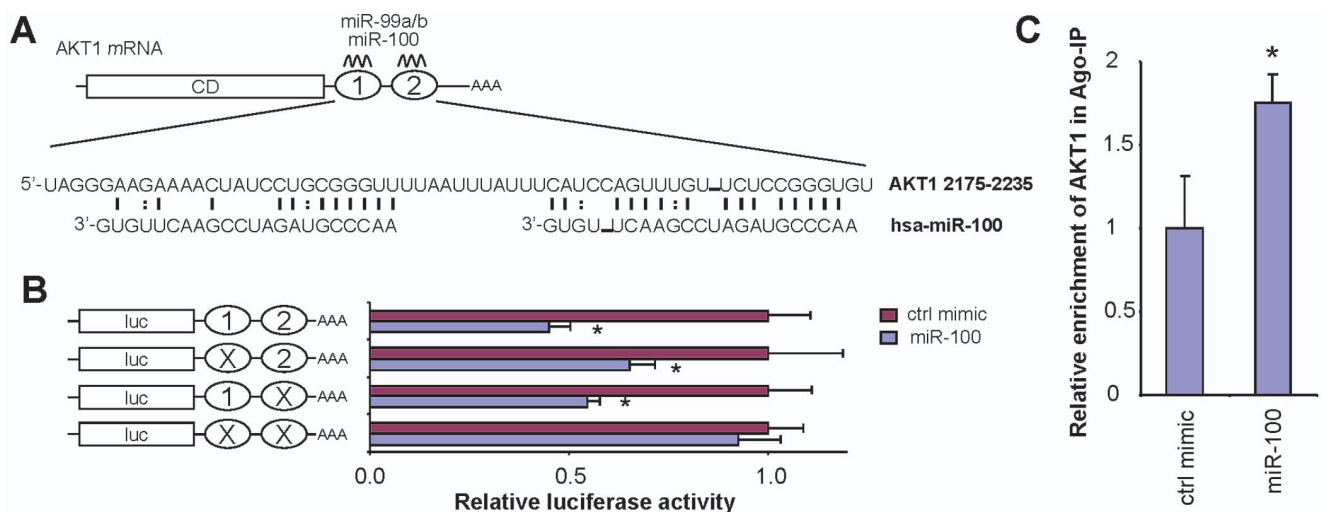 A
miR-99a/b
miR-100
AKT1 mRNA
CD
1
2
AAA
5'-UAGGGAAGAAAACUAUCCUGCGGGUUUUAAUUUAUUUCAUCCAGUUUGU_UCUCCGGGUGU AKT1 2175-2235
3'-GUGUUCAAGCCUAGAUGCCCAA 3'-GUGU_UCAAGCCUAGAUGCCCAA hsa-miR-100
B
luc 1 2 AAA
luc X 2 AAA
luc 1 X AAA
luc X X AAA
*
*
*
ctrl mimic
miR-100
0.0 0.5 1.0
Relative luciferase activity
C
Relative enrichment of AKT1 in Ago-IP
2
1.5
1
0.5
0
*
ctrl mimic
miR-100